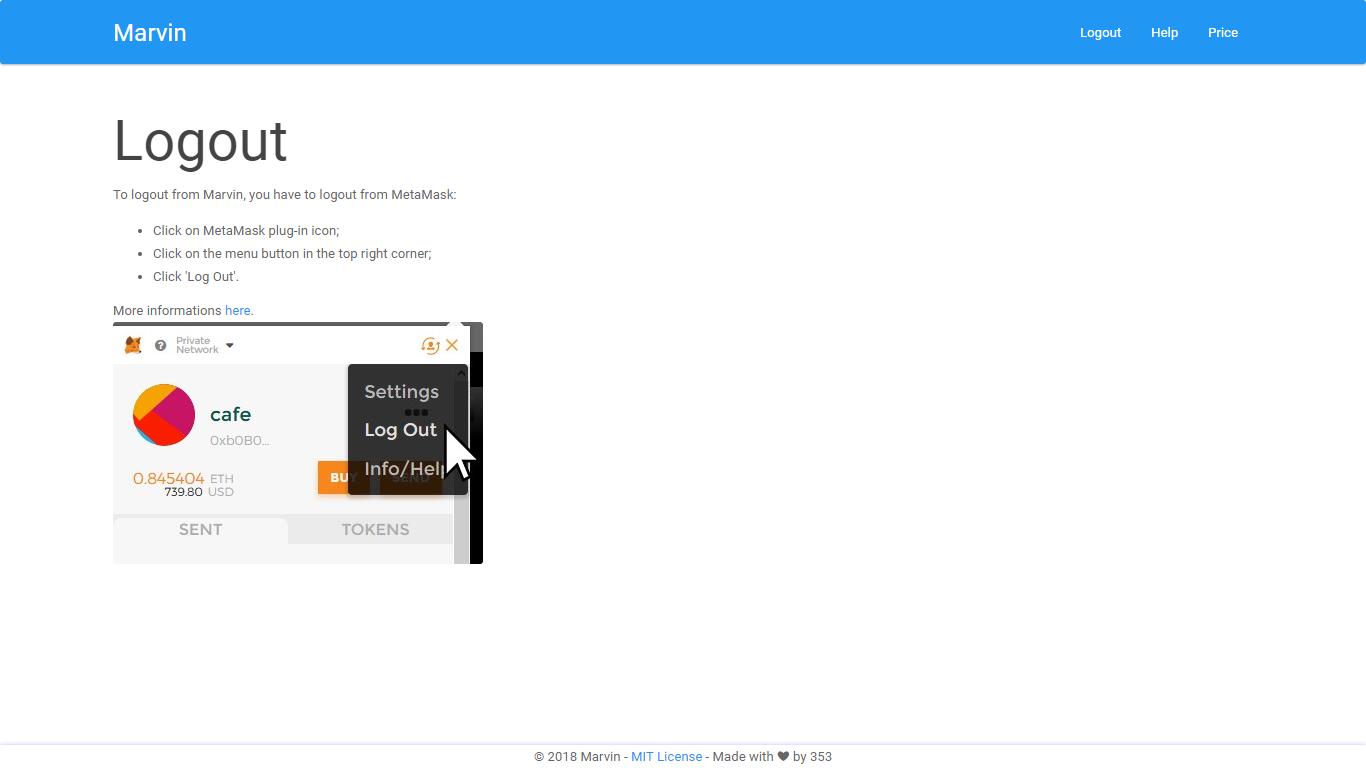 Marvin
Logout Help Price
Logout
To logout from Marvin, you have to logout from MetaMask:
Click on MetaMask plug-in icon;
Click on the menu button in the top right corner;
Click 'Log Out'.
More informations here.
Private
Network
Settings
cafe
Log Out
0xb0B0...
Info/Help
0.845404 ETH
BUY SEND
739.80 USD
SENT TOKENS
© 2018 Marvin - MIT License - Made with ♥ by 353